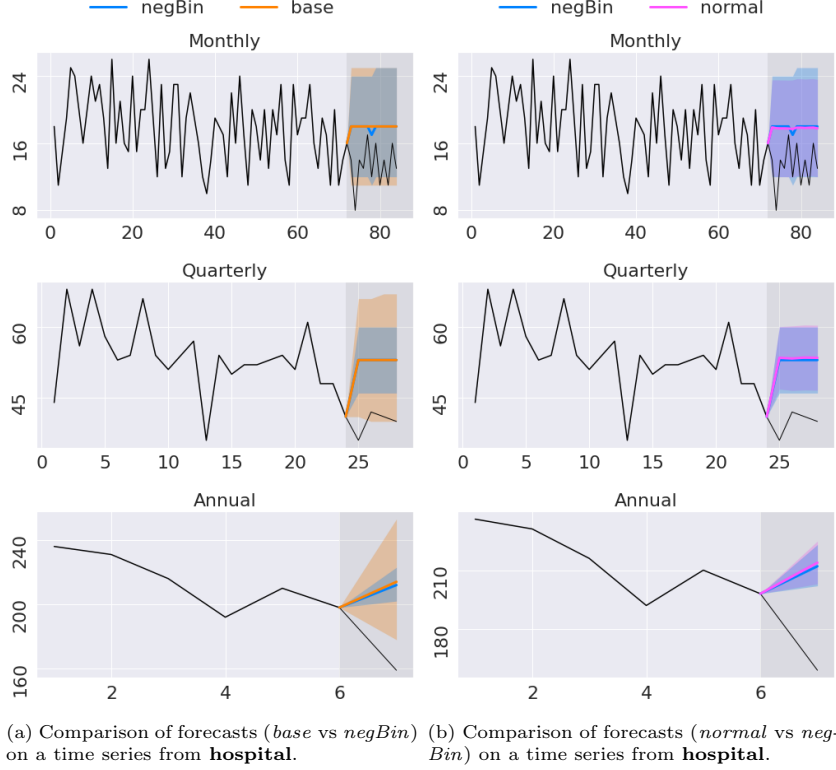 negBin base
Monthly
24
16
8
0 20 40 60 80
Quarterly
60
45
0 5 10 15 20 25
Annual
240
200
160
2 4 6
(a) Comparison of forecasts (base vs negBin)
on a time series from hospital.
negBin normal
Monthly
24
16
8
0 20 40 60 80
Quarterly
60
45
0 5 10 15 20 25
Annual
210
180
2 4 6
(b) Comparison of forecasts (normal vs neg-
Bin) on a time series from hospital.